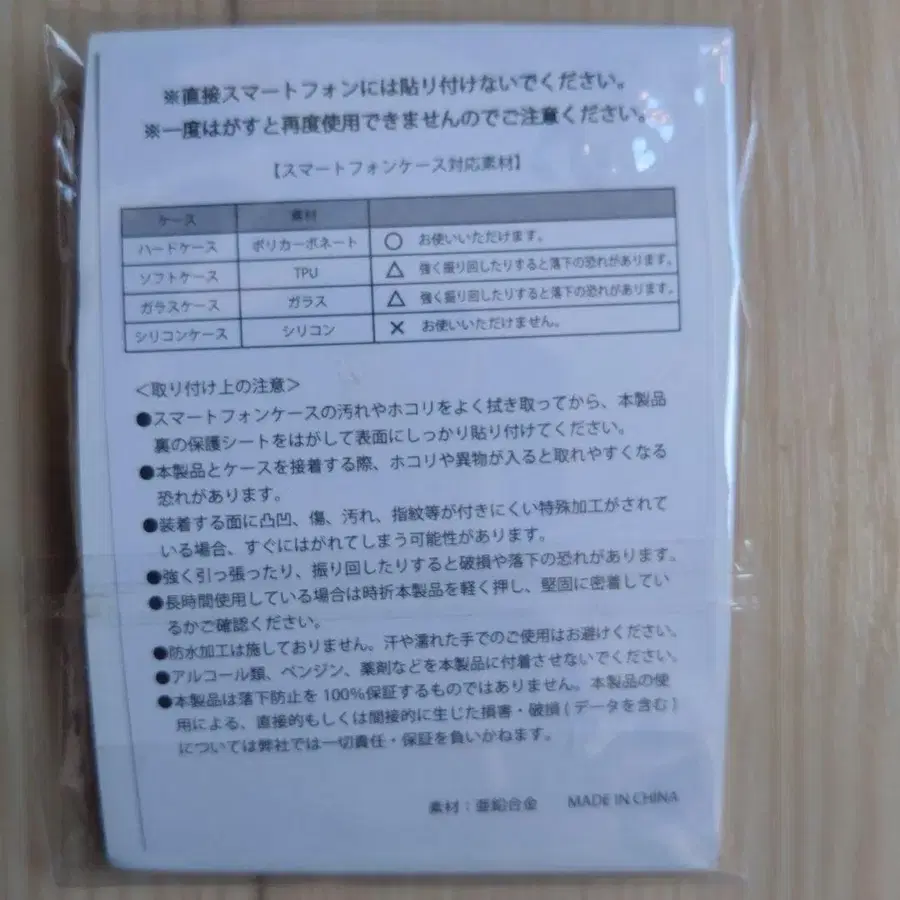 ※直接スマートフォンには貼り付けないでください。
※一度はがすと再度使用できませんのでご注意ください。
【スマートフォンケース対応素材】
ケース 素材
ハードケース ポリカーボネート ○ お使いいただけます。
ソフトケース TPU △ 強く振り回したりすると落下の恐れがあります。
ガラスケース ガラス △ 強く振り回したりすると落下の恐れがあります。
シリコンケース シリコン × お使いいただけません。
＜取り付け上の注意＞
●スマートフォンケースの汚れやホコリをよく拭き取ってから、本製品
裏の保護シートをはがして表面にしっかり貼り付けてください。
●本製品とケースを接着する際、ホコリや異物が入ると取れやすくなる
恐れがあります。
●装着する面に凸凹、傷、汚れ、指紋等が付きにくい特殊加工がされて
いる場合、すぐにはがれてしまう可能性があります。
●強く引っ張ったり、振り回したりすると破損や落下の恐れがあります。
●長時間使用している場合は時折本製品を軽く押し、堅固に密着してい
るかご確認ください。
●防水加工は施しておりません。汗や濡れた手でのご使用はお避けください。
●アルコール類、ベンジン、薬剤などを本製品に付着させないでください。
●本製品は落下防止を100%保証するものではありません。本製品の使
用による、直接的もしくは間接的に生じた損害・破損(データを含む)
については弊社では一切責任・保証を負いかねます。
素材：亜鉛合金 MADE IN CHINA